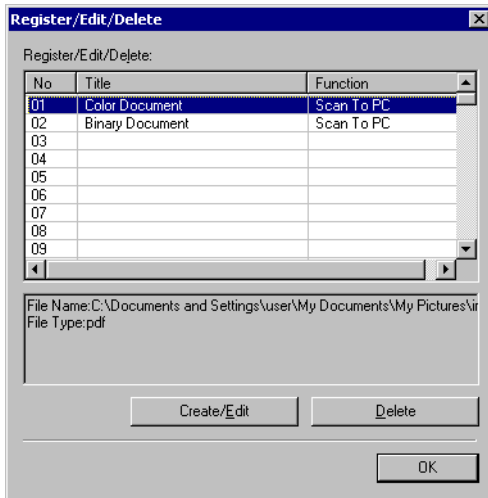 Register/Edit/Delete
Register/Edit/Delete:
No Title Function
01 Color Document Scan To PC
02 Binary Document Scan To PC
03
04
05
06
07
08
09
File Name:C:\Documents and Settings\user\My Documents\My Pictures\
File Type:pdf
Create/Edit Delete
OK